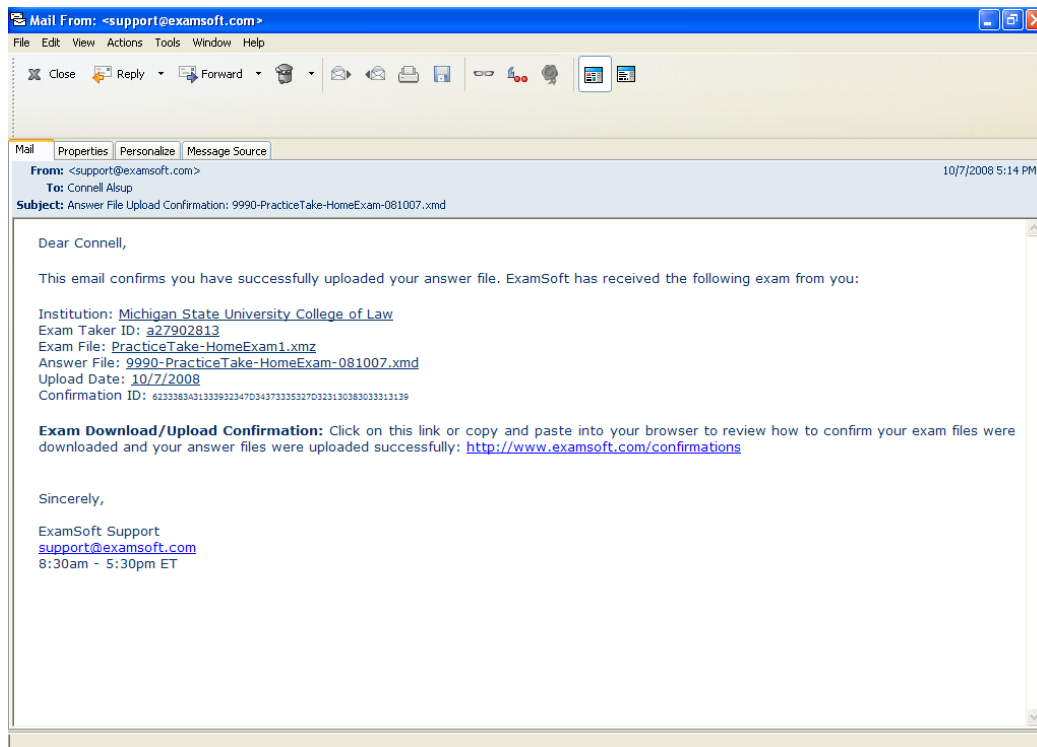 Mail From: <support@examsoft.com>
File Edit View Actions Tools Window Help
Close Reply Forward
Mail Properties Personalize Message Source
From: <support@examsoft.com> 10/7/2008 5:14 PM
To: Connell Alsup
Subject: Answer File Upload Confirmation: 9990-PracticeTake-HomeExam-081007.xmd
Dear Connell,
This email confirms you have successfully uploaded your answer file. ExamSoft has received the following exam from you:
Institution: Michigan State University College of Law
Exam Taker ID: a27902813
Exam File: PracticeTake-HomeExam1.xmz
Answer File: 9990-PracticeTake-HomeExam-081007.xmd
Upload Date: 10/7/2008
Confirmation ID: 6233383A31333932347D34373335327D323130383033313139
Exam Download/Upload Confirmation: Click on this link or copy and paste into your browser to review how to confirm your exam files were
downloaded and your answer files were uploaded successfully: http://www.examsoft.com/confirmations
Sincerely,
ExamSoft Support
support@examsoft.com
8:30am - 5:30pm ET